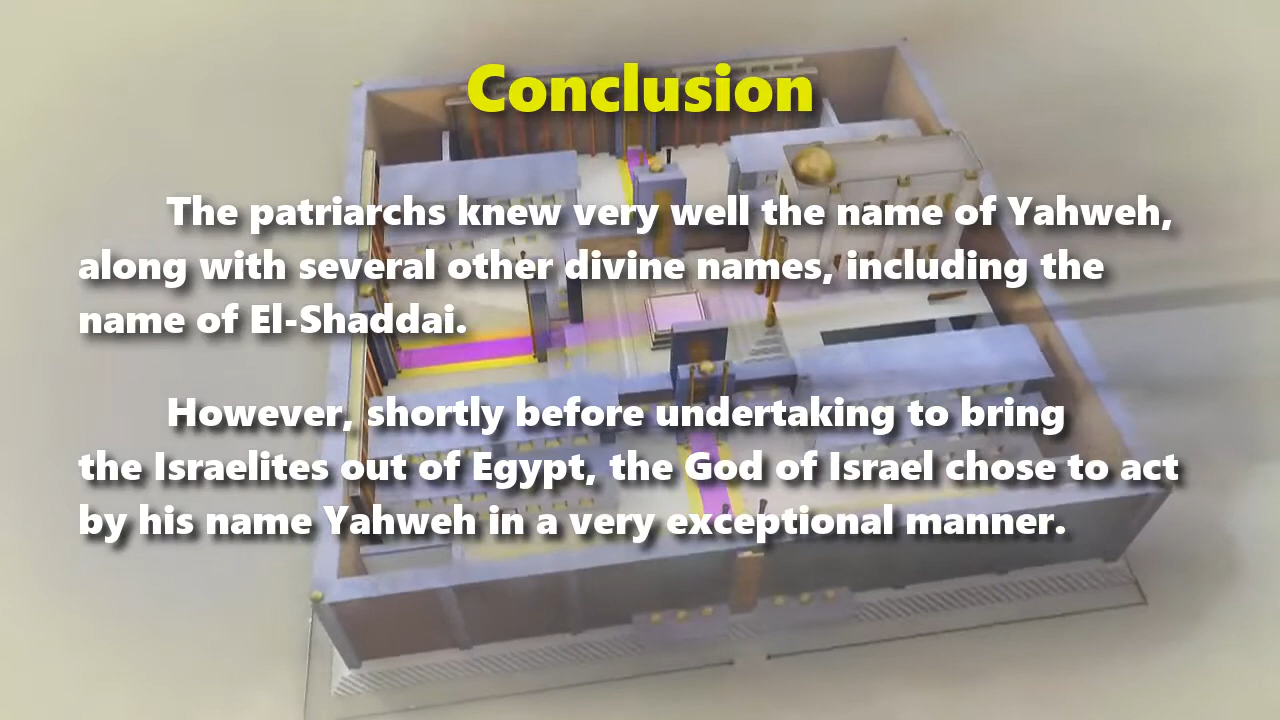 Conclusion
The patriarchs knew very well the name of Yahweh,
along with several other divine names, including the
name of El-Shaddai.
However, shortly before undertaking to bring
the Israelites out of Egypt, the God of Israel chose to act
by his name Yahweh in a very exceptional manner.